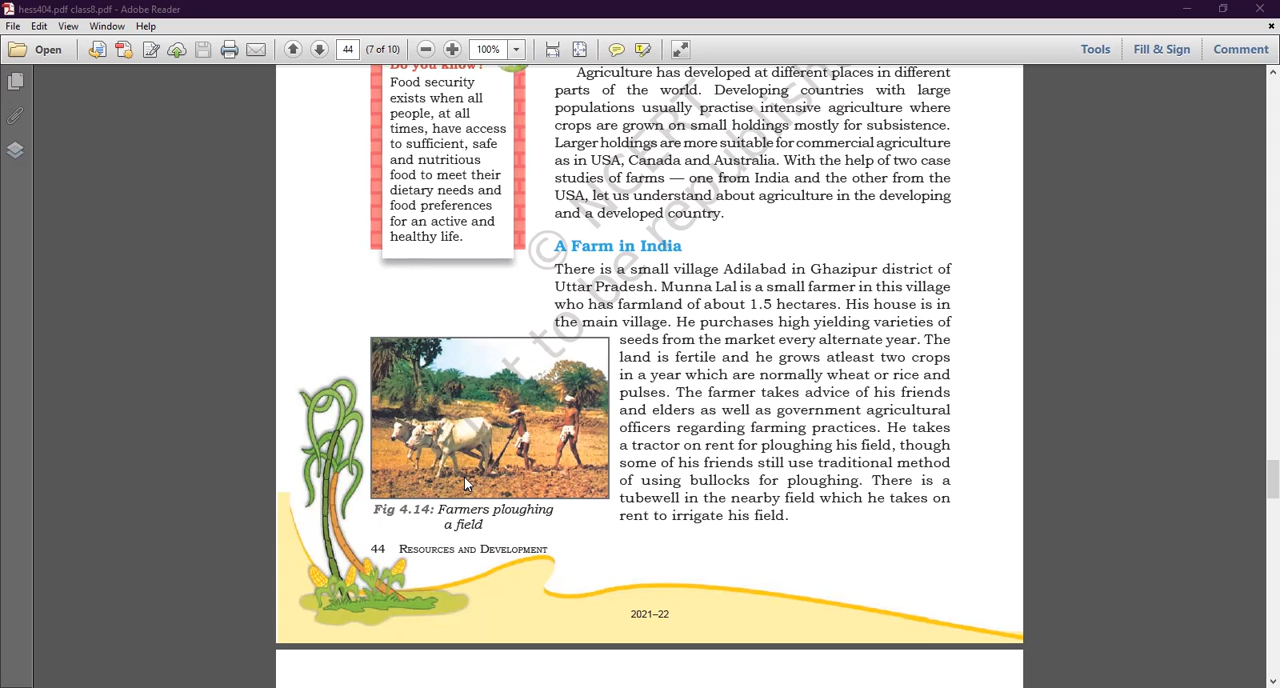 hess404.pdf class8.pdf - Adobe Reader
File Edit View Window Help
Open 44 (7 of 10) 100% Tools Fill & Sign Comment
Do you know?
Food security
exists when all
people, at all
times, have access
to sufficient, safe
and nutritious
food to meet their
dietary needs and
food preferences
for an active and
healthy life.
Agriculture has developed at different places in different
parts of the world. Developing countries with large
populations usually practise intensive agriculture where
crops are grown on small holdings mostly for subsistence.
Larger holdings are more suitable for commercial agriculture
as in USA, Canada and Australia. With the help of two case
studies of farms — one from India and the other from the
USA, let us understand about agriculture in the developing
and a developed country.
A Farm in India
There is a small village Adilabad in Ghazipur district of
Uttar Pradesh. Munna Lal is a small farmer in this village
who has farmland of about 1.5 hectares. His house is in
the main village. He purchases high yielding varieties of
seeds from the market every alternate year. The
land is fertile and he grows atleast two crops
in a year which are normally wheat or rice and
pulses. The farmer takes advice of his friends
and elders as well as government agricultural
officers regarding farming practices. He takes
a tractor on rent for ploughing his field, though
some of his friends still use traditional method
of using bullocks for ploughing. There is a
tubewell in the nearby field which he takes on
rent to irrigate his field.
Fig 4.14: Farmers ploughing
a field
44 Resources and Development
2021–22
© NCERT